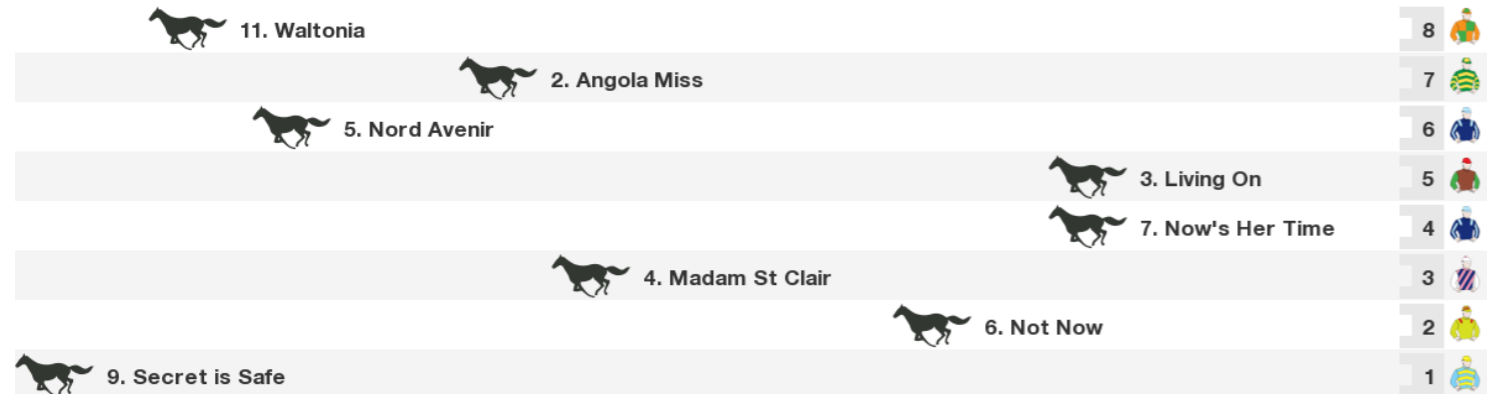 11. Waltonia 8
2. Angola Miss 7
5. Nord Avenir 6
3. Living On 5
7. Now's Her Time 4
4. Madam St Clair 3
6. Not Now 2
9. Secret is Safe 1